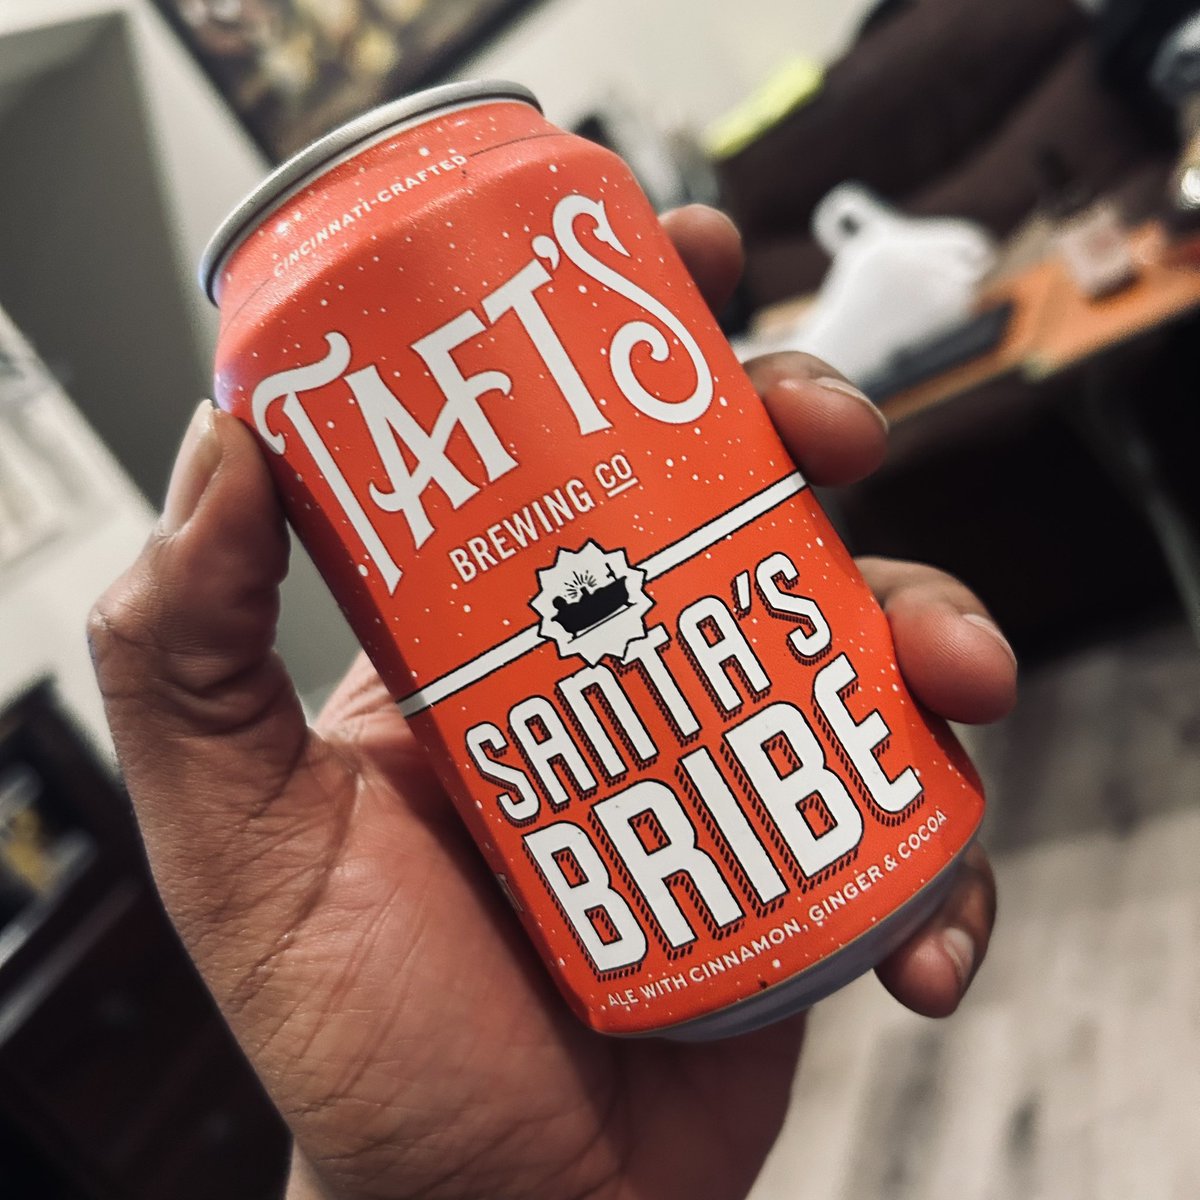 CINCINNATI-CRAFTED
TAFT'S
BREWING CO
SANTA'S
BRIBE
ALE WITH CINNAMON, GINGER & COCOA